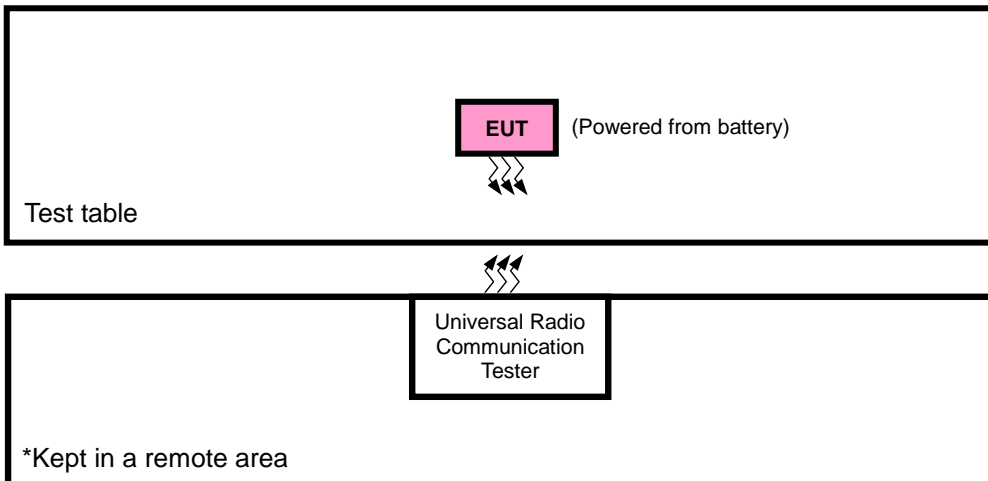 EUT
(Powered from battery)
Test table
Universal Radio
Communication
Tester
*Kept in a remote area